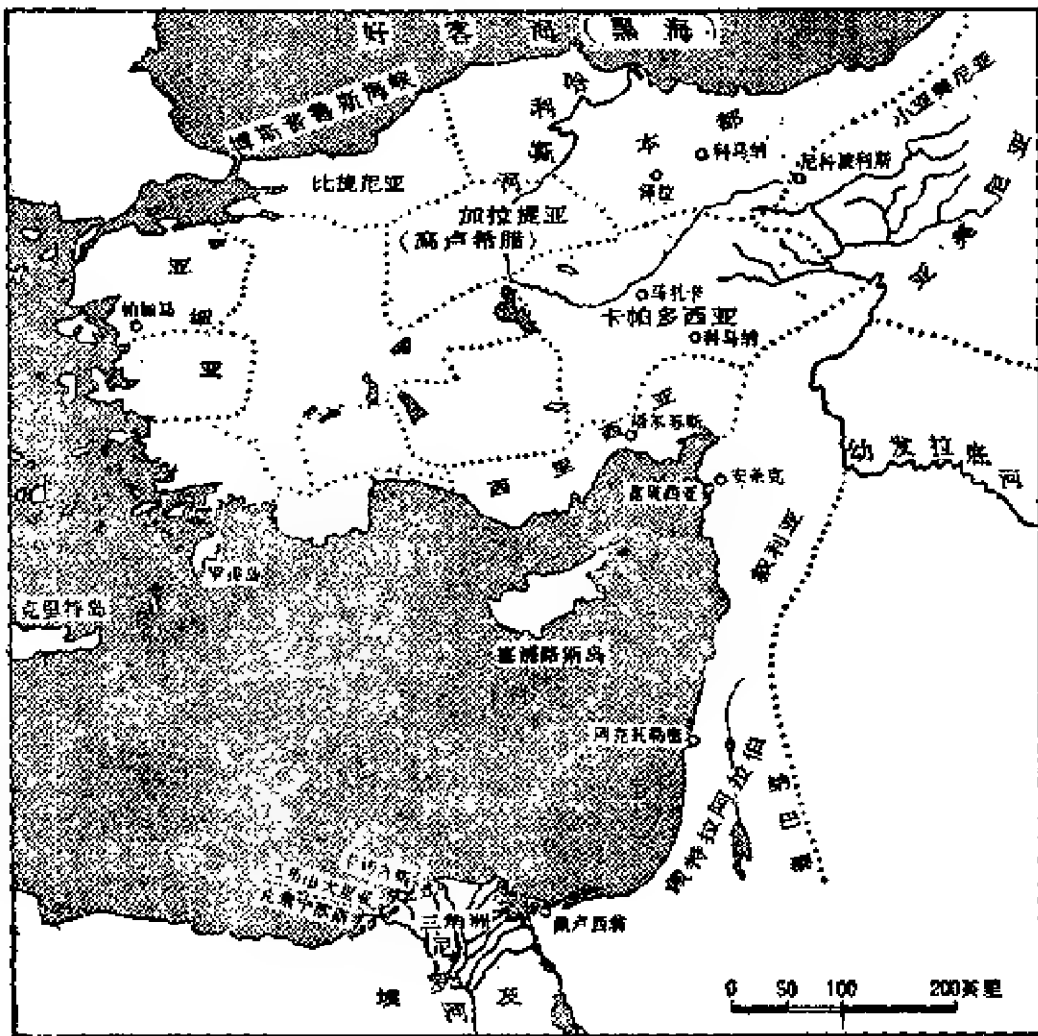 好客海(黑海)
博斯普鲁斯海峡
哈利斯河
本都
小亚美尼亚
科马纳
尼科波利斯
泽拉
比提尼亚
加拉提亚
(高卢希腊)
亚美尼亚
亚细亚
帕加马
马扎卡
卡帕多西亚
科马纳
塔尔苏斯
西里西亚
幼发拉底河
安条克
塞琉西亚
叙利亚
罗得岛
克里特岛
塞浦路斯岛
阿克托勒密
佩特拉阿拉伯
纳巴泰
亚历山大里亚
三角洲
佩卢西翁
尼罗河
埃及
0 50 100 200英里